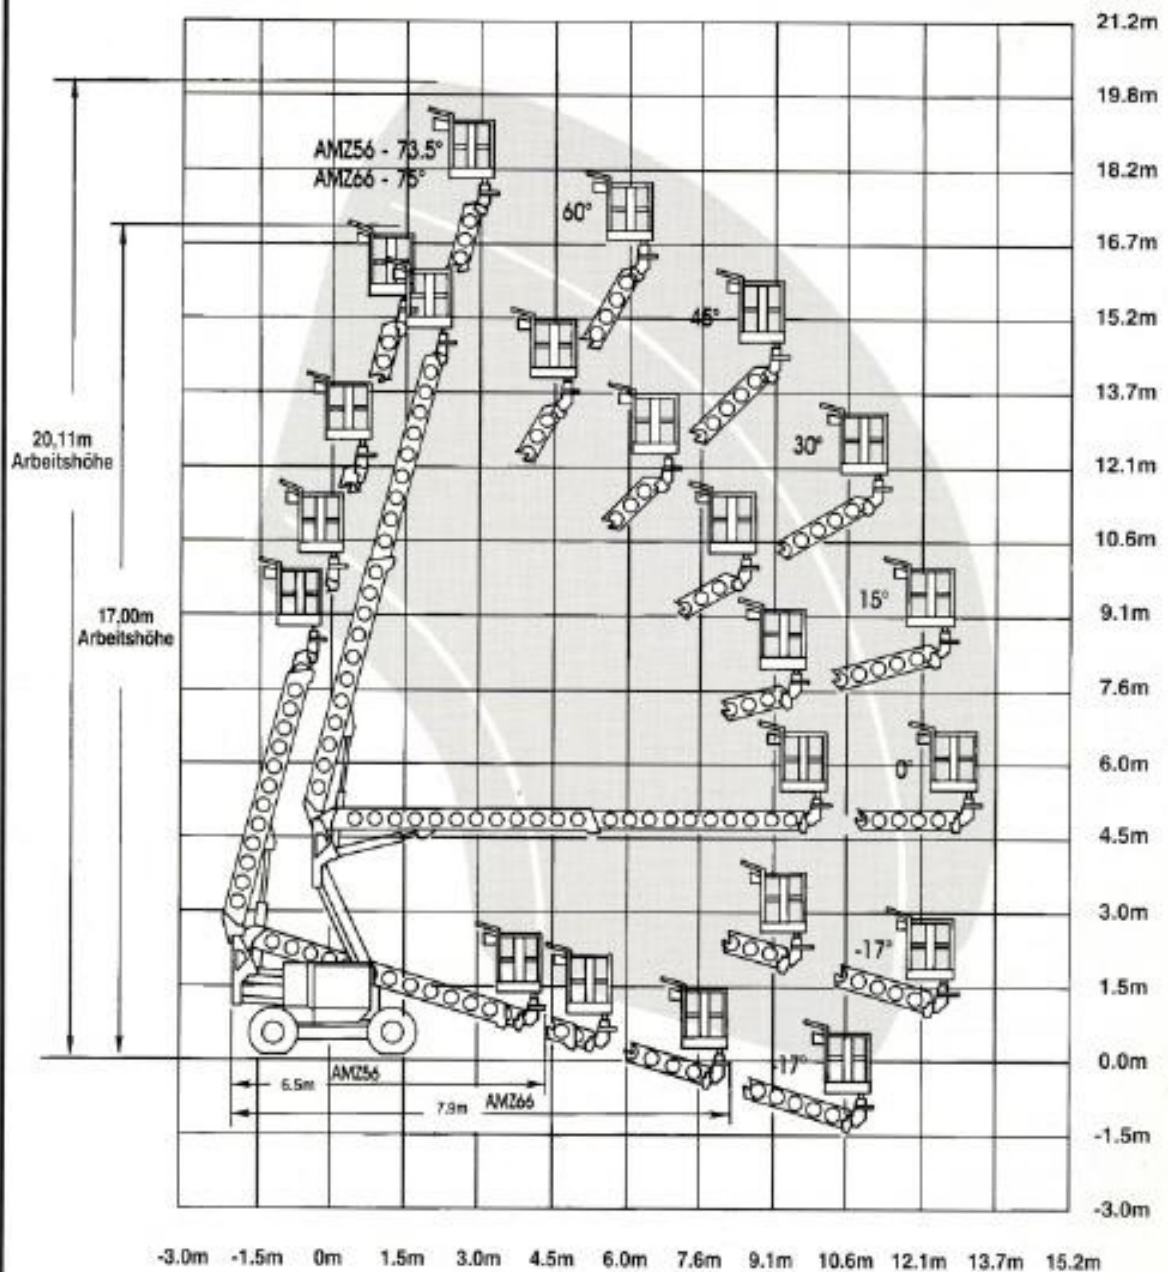 21.2m
19.8m
AMZ56 - 73.5°
AMZ66 - 75°
18.2m
60°
16.7m
45°
15.2m
13.7m
20,11m
Arbeitshöhe
30°
12.1m
10.6m
15°
9.1m
17.00m
Arbeitshöhe
7.6m
0°
6.0m
4.5m
3.0m
-17°
1.5m
-17°
0.0m
6.5m
AMZ56
7.9m
AMZ66
-1.5m
-3.0m
-3.0m -1.5m 0m 1.5m 3.0m 4.5m 6.0m 7.6m 9.1m 10.6m 12.1m 13.7m 15.2m